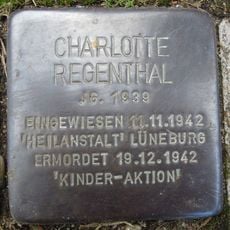 CHARLOTTE
REGENTHAL
JG. 1939
EINGEWIESEN 11.11.1942
'HEILANSTALT' LÜNEBURG
ERMORDET 19.12.1942
'KINDER-AKTION'